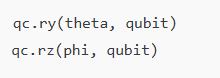 qc.ry(theta, qubit)
qc.rz(phi, qubit)